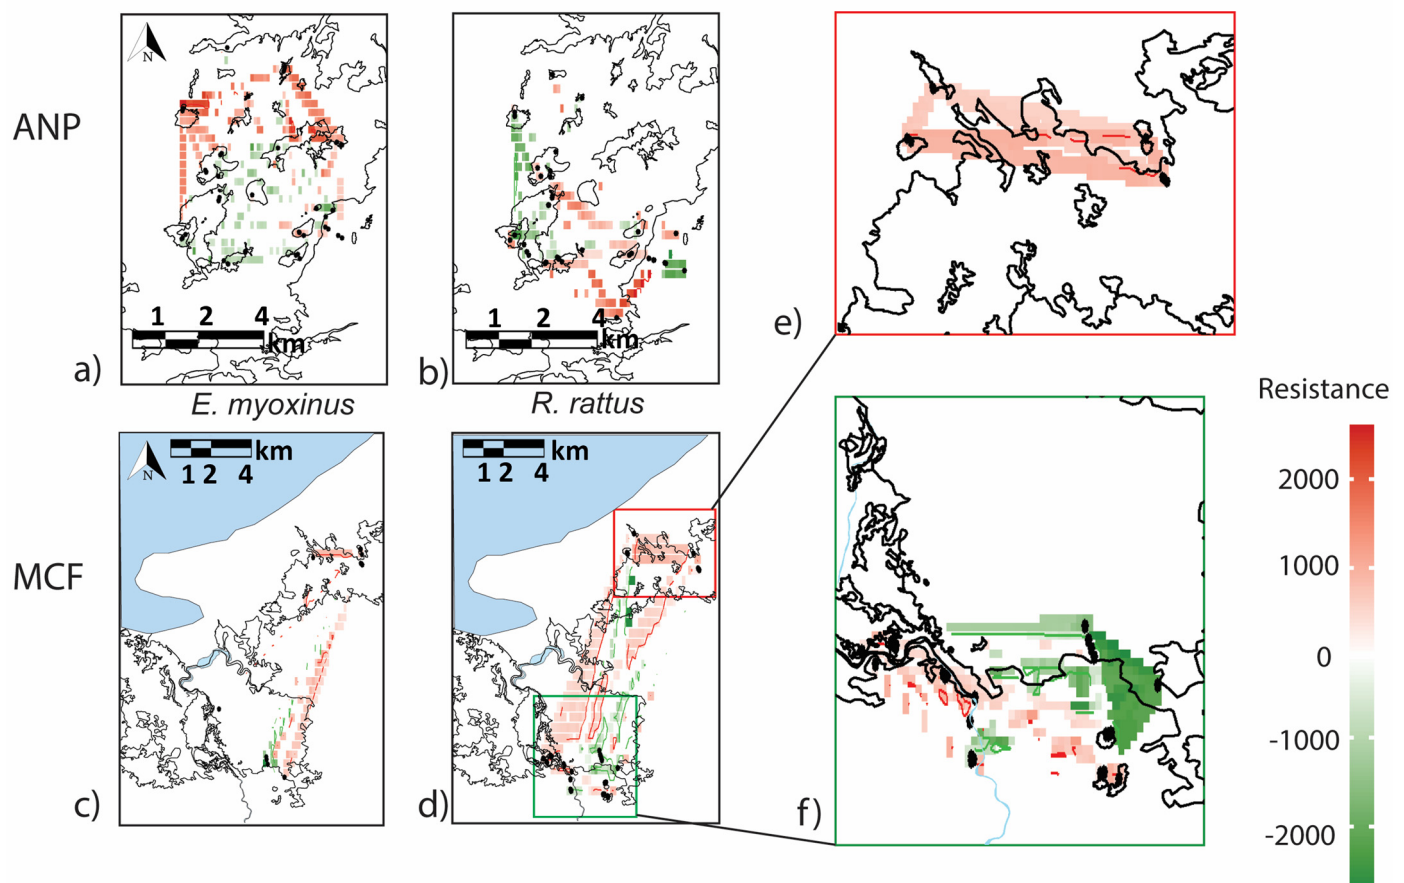 ANP
N
1 2 4
km
a)
1 2 4
km
b)
e)
E. myoxinus
R. rattus
Resistance
2000
1000
0
-1000
-2000
MCF
N
km
1 2 4
c)
km
1 2 4
d)
f)